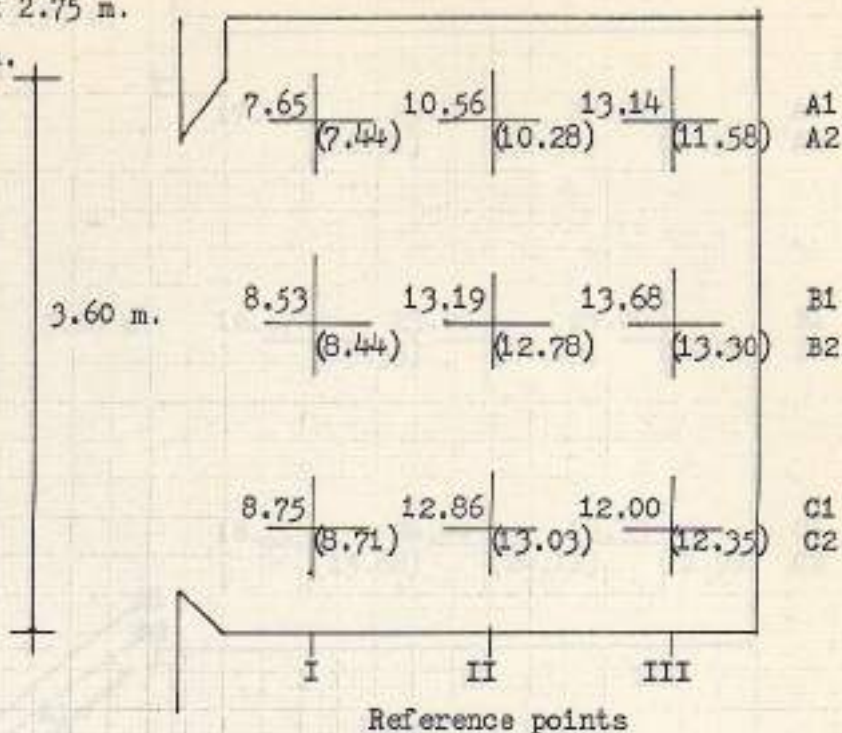 2.75 m.
7.65 10.56 13.14 A1
(7.44) (10.28) (11.58) A2
3.60 m.
8.53 13.19 13.68 B1
(8.44) (12.78) (13.30) B2
8.75 12.86 12.00 C1
(8.71) (13.03) (12.35) C2
I II III
Reference points